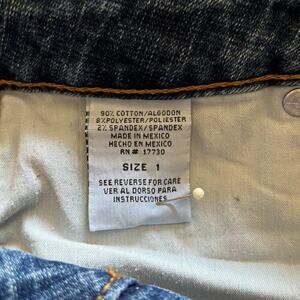 90% COTTON/ALGODON
8% POLYESTER/POLIESTER
2% SPANDEX/SPANDEX
MADE IN MEXICO
HECHO EN MEXICO
RN# 17730
SIZE 1
SEE REVERSE FOR CARE
VER AL DORSO PARA
INSTRUCCIONES